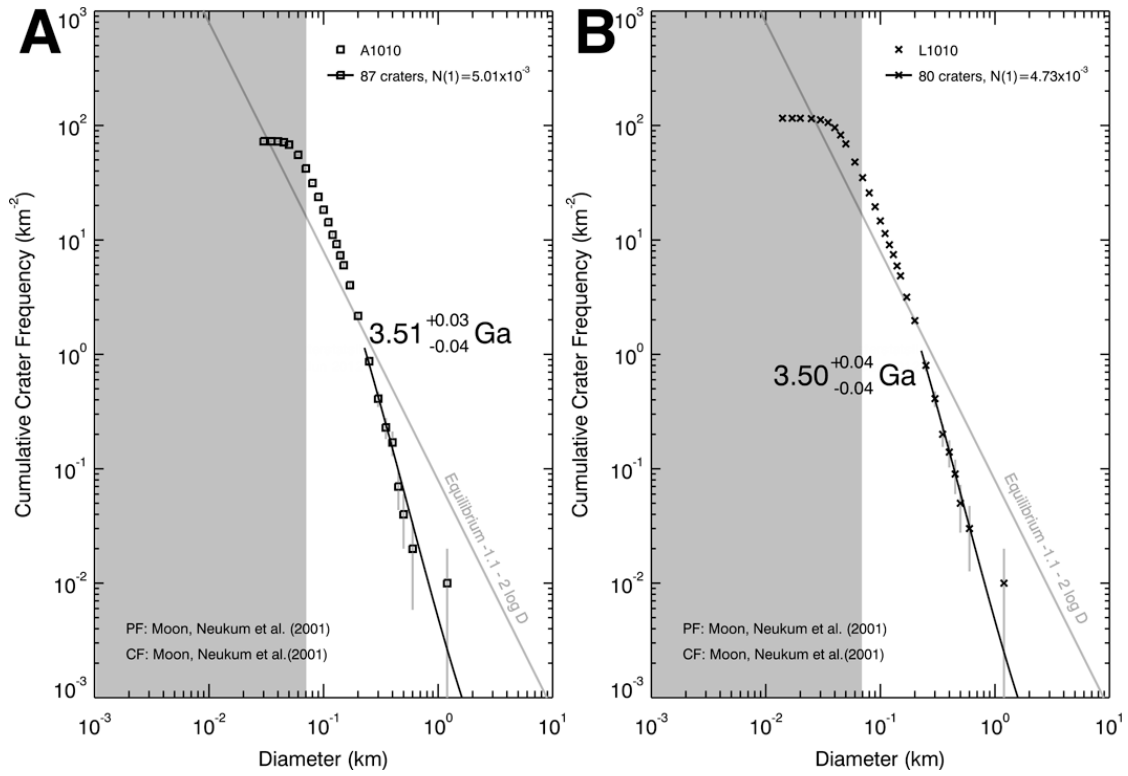 A
A1010
87 craters, N(1)=5.01x10⁻³
3.51 +0.03 -0.04 Ga
Equilibrium -1.1 - 2 log D
PF: Moon, Neukum et al. (2001)
CF: Moon, Neukum et al.(2001)
Cumulative Crater Frequency (km⁻²)
10³
10²
10¹
10⁰
10⁻¹
10⁻²
10⁻³
10⁻³ 10⁻² 10⁻¹ 10⁰ 10¹
Diameter (km)
B
L1010
80 craters, N(1)=4.73x10⁻³
3.50 +0.04 -0.04 Ga
Equilibrium -1.1 - 2 log D
PF: Moon, Neukum et al. (2001)
CF: Moon, Neukum et al.(2001)
Cumulative Crater Frequency (km⁻²)
10³
10²
10¹
10⁰
10⁻¹
10⁻²
10⁻³
10⁻³ 10⁻² 10⁻¹ 10⁰ 10¹
Diameter (km)